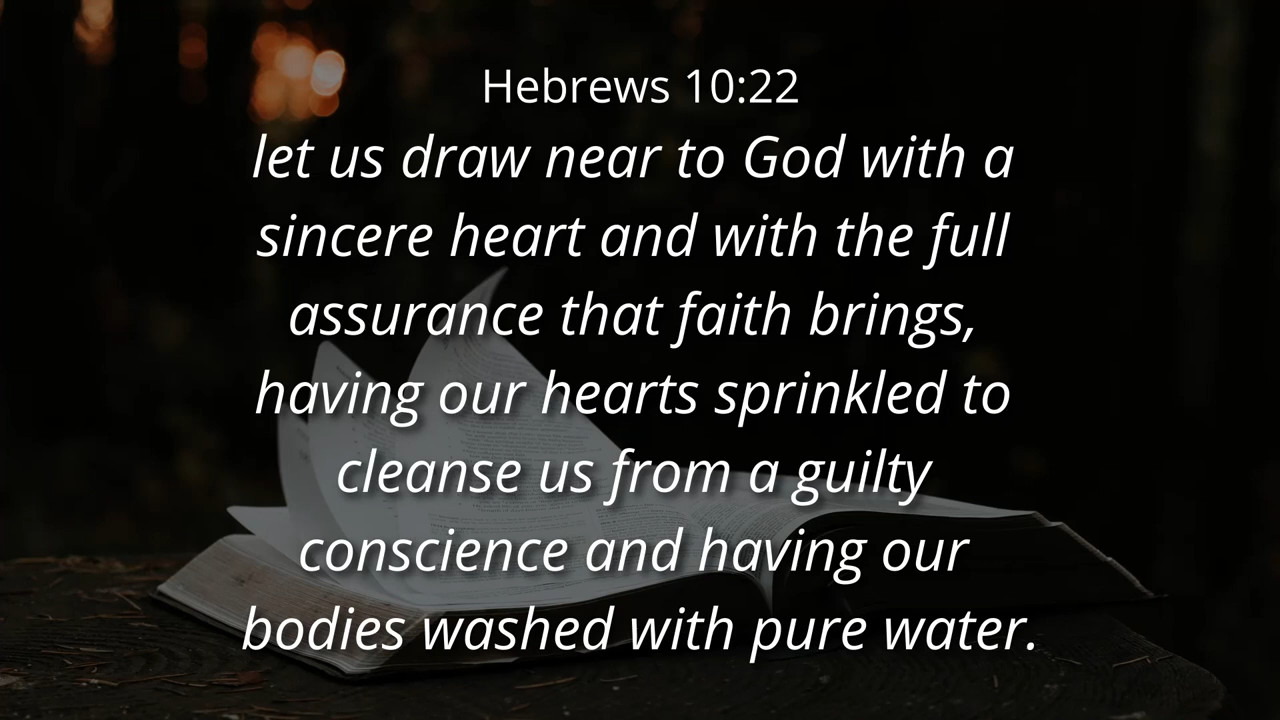 Hebrews 10:22
let us draw near to God with a
sincere heart and with the full
assurance that faith brings,
having our hearts sprinkled to
cleanse us from a guilty
conscience and having our
bodies washed with pure water.